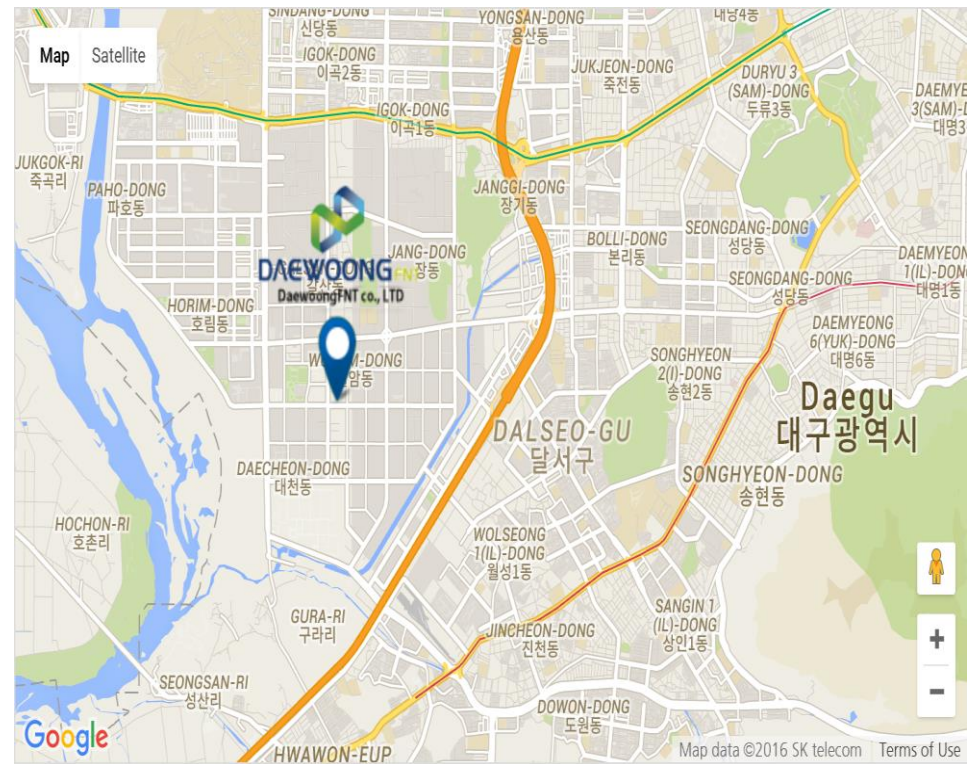 SINDANG-DONG
신당동
YONGSAN-DONG
용산동
내당4동
Map
Satellite
IGOK-DONG
이곡2동
JUKJEON-DONG
죽전동
DURYU 3
(SAM)-DONG
두류3동
IGOK-DONG
이곡1동
JUKGOK-RI
죽곡리
PAHO-DONG
파호동
JANGGI-DONG
장기동
JANG-DONG
장동
BOLLI-DONG
본리동
SEONGDANG-DONG
성당동
DAEWOONG FNT
DaewoongFNT co., LTD
SEONGDANG-DONG
성당동
대명1동
HORIM-DONG
호림동
DAEMYEONG
6(YUK)-DONG
대명6동
SONGHYEON
2(I)-DONG
송현2동
Daegu
대구광역시
DALSEO-GU
달서구
DAECHEON-DONG
대천동
SONGHYEON-DONG
송현동
HOCHON-RI
호촌리
WOLSEONG
1(IL)-DONG
월성1동
GURA-RI
구라리
JINCHEON-DONG
진천동
SANGIN 1
(IL)-DONG
상인1동
SEONGSAN-RI
성산리
DOWON-DONG
도원동
Google
HWAWON-EUP
Map data ©2016 SK telecom
Terms of Use